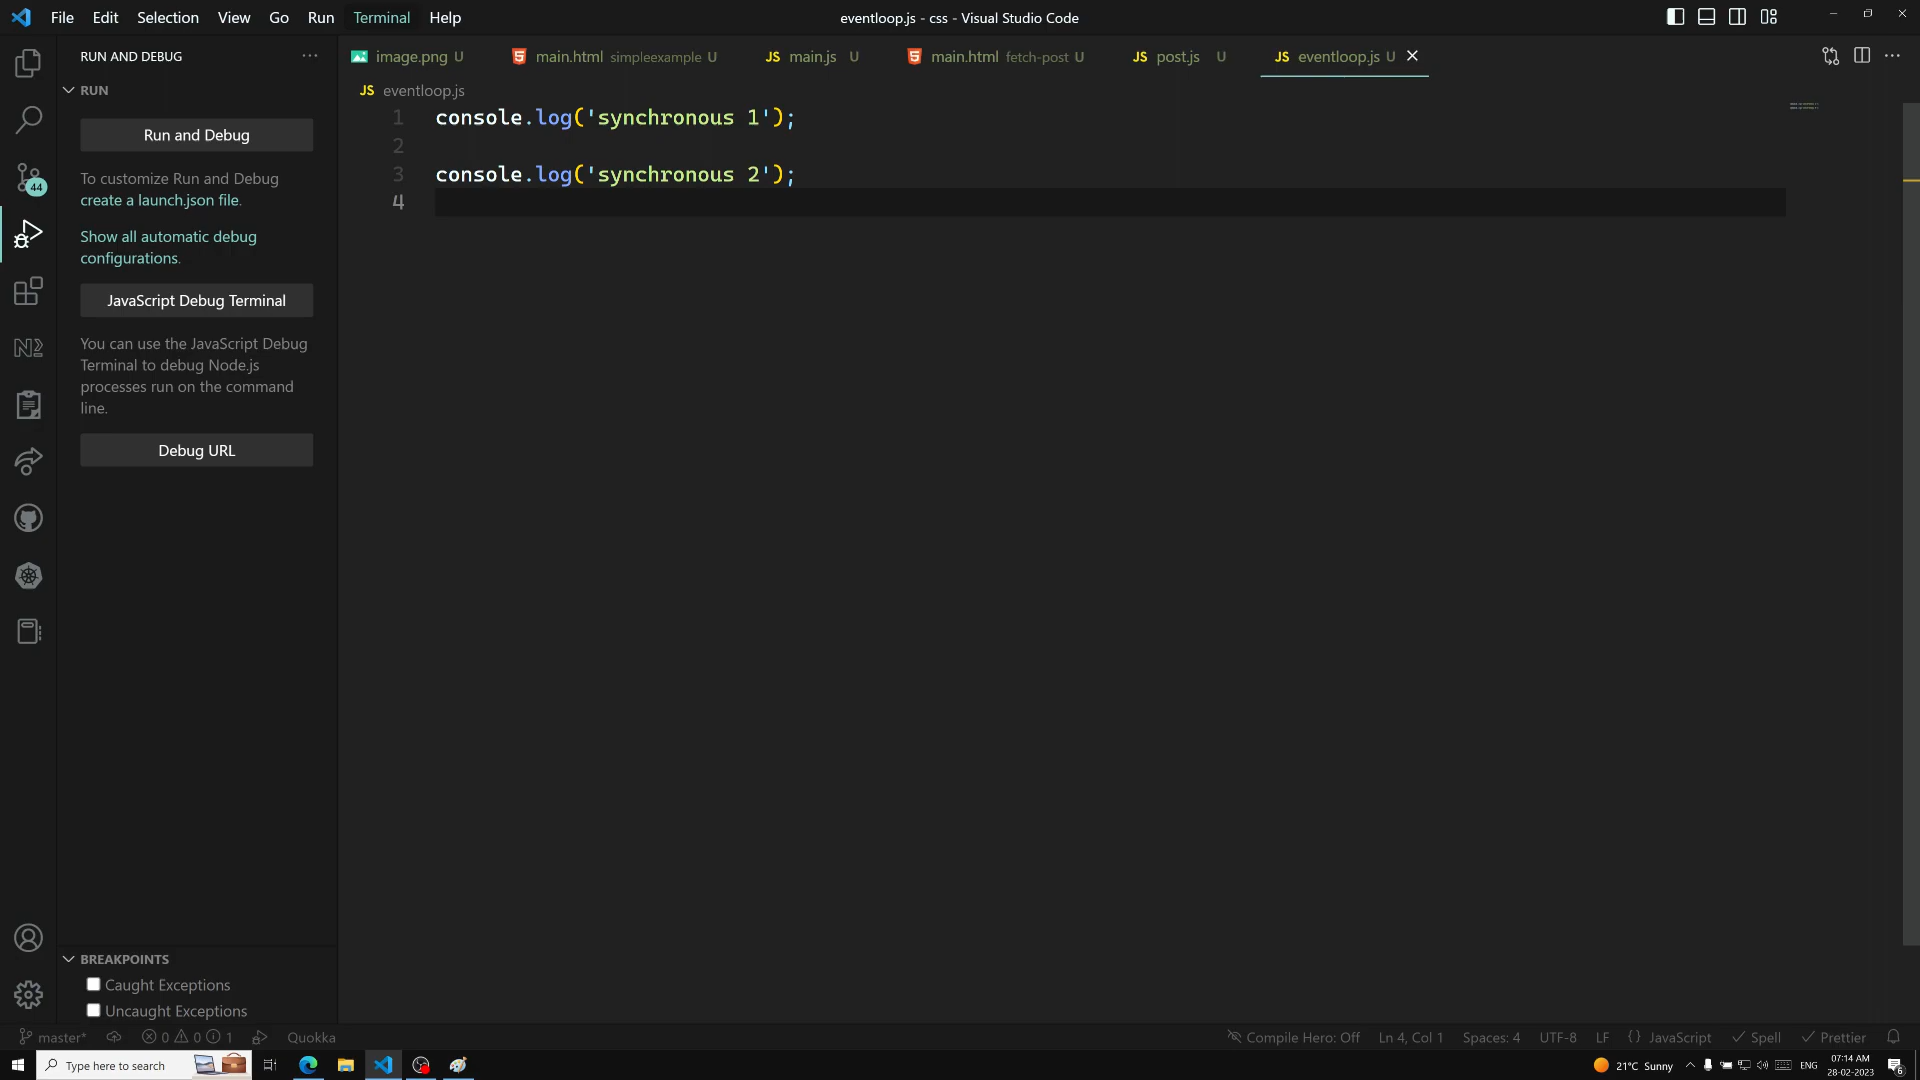 File Edit Selection View Go Run Terminal Help
eventloop.js - css - Visual Studio Code
RUN AND DEBUG ...
image.png U
main.html simpleexample U
JS main.js U
main.html fetch-post U
JS post.js U
JS eventloop.js U
RUN
JS eventloop.js
Run and Debug
To customize Run and Debug
create a launch.json file.
Show all automatic debug
configurations.
JavaScript Debug Terminal
You can use the JavaScript Debug
Terminal to debug Node.js
processes run on the command
line.
Debug URL
44
1 console.log('synchronous 1');
2
3 console.log('synchronous 2');
4
BREAKPOINTS
Caught Exceptions
Uncaught Exceptions
master* 0 0 1 Quokka
Compile Hero: Off Ln 4, Col 1 Spaces: 4 UTF-8 LF {} JavaScript Spell Prettier
Type here to search
21°C Sunny ENG
07:14 AM
28-02-2023
6